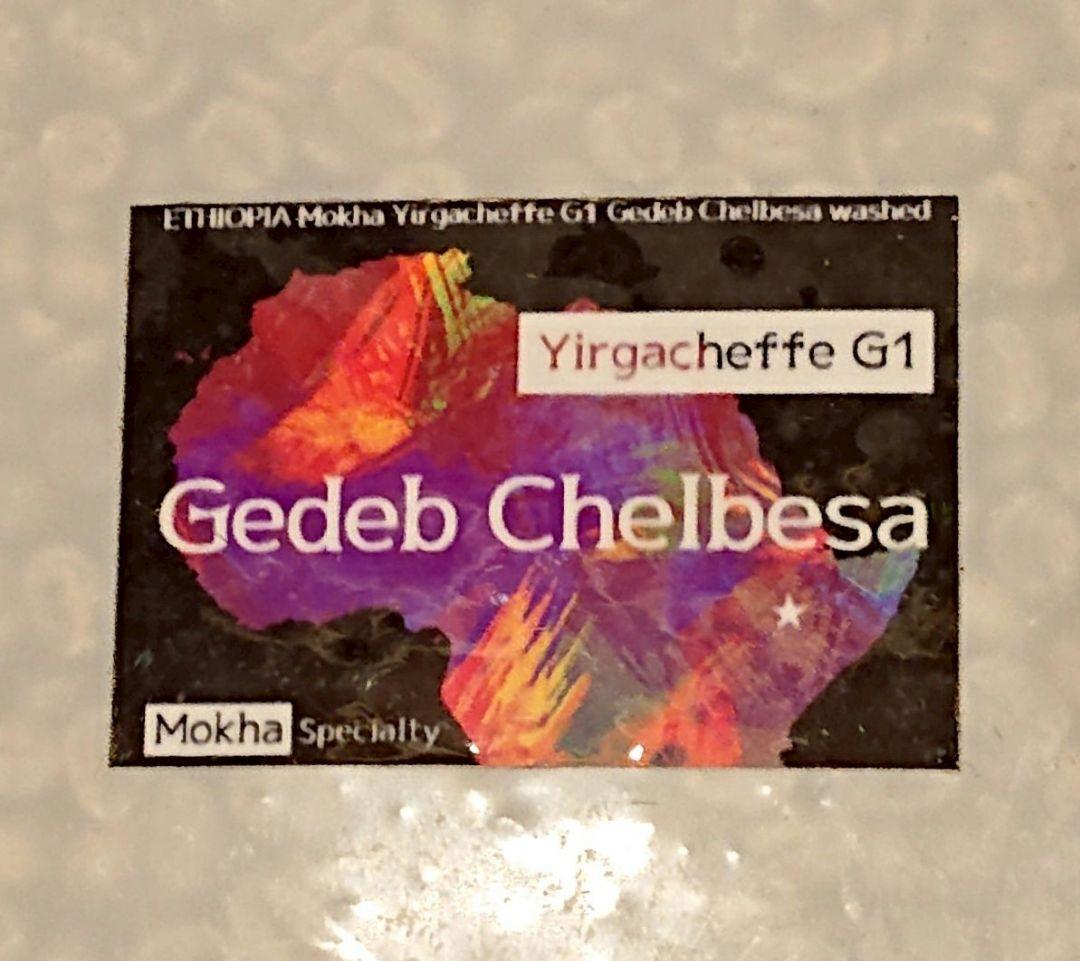 ETHIOPIA Mokha Yirgacheffe G1 Gedeb Chelbesa washed
Yirgacheffe G1
Gedeb Chelbesa
Mokha Specialty